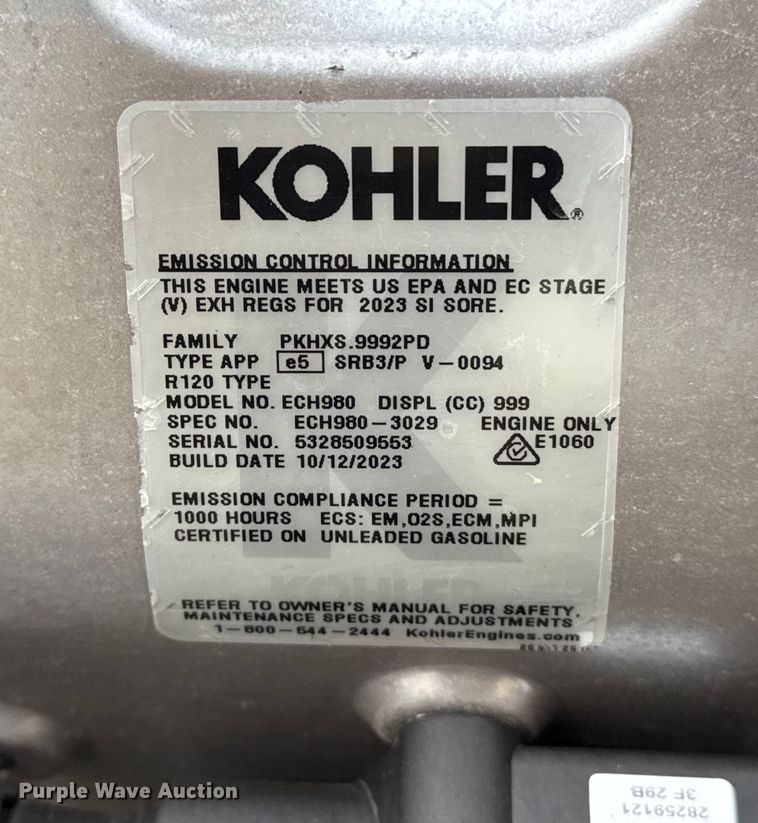 KOHLER®
EMISSION CONTROL INFORMATION
THIS ENGINE MEETS US EPA AND EC STAGE
(V) EXH REGS FOR 2023 SI SORE.
FAMILY PKHXS.9992PD
TYPE APP e5 SRB3/P V-0094
R120 TYPE
MODEL NO. ECH980 DISPL (CC) 999
SPEC NO. ECH980-3029 ENGINE ONLY
SERIAL NO. 5328509553 E1060
BUILD DATE 10/12/2023
EMISSION COMPLIANCE PERIOD =
1000 HOURS ECS: EM,O2S,ECM,MPI
CERTIFIED ON UNLEADED GASOLINE
KOHLER
REFER TO OWNER'S MANUAL FOR SAFETY,
MAINTENANCE SPECS AND ADJUSTMENTS
1-800-544-2444 KohlerEngines.com
28259121
3F 29B
Purple Wave Auction